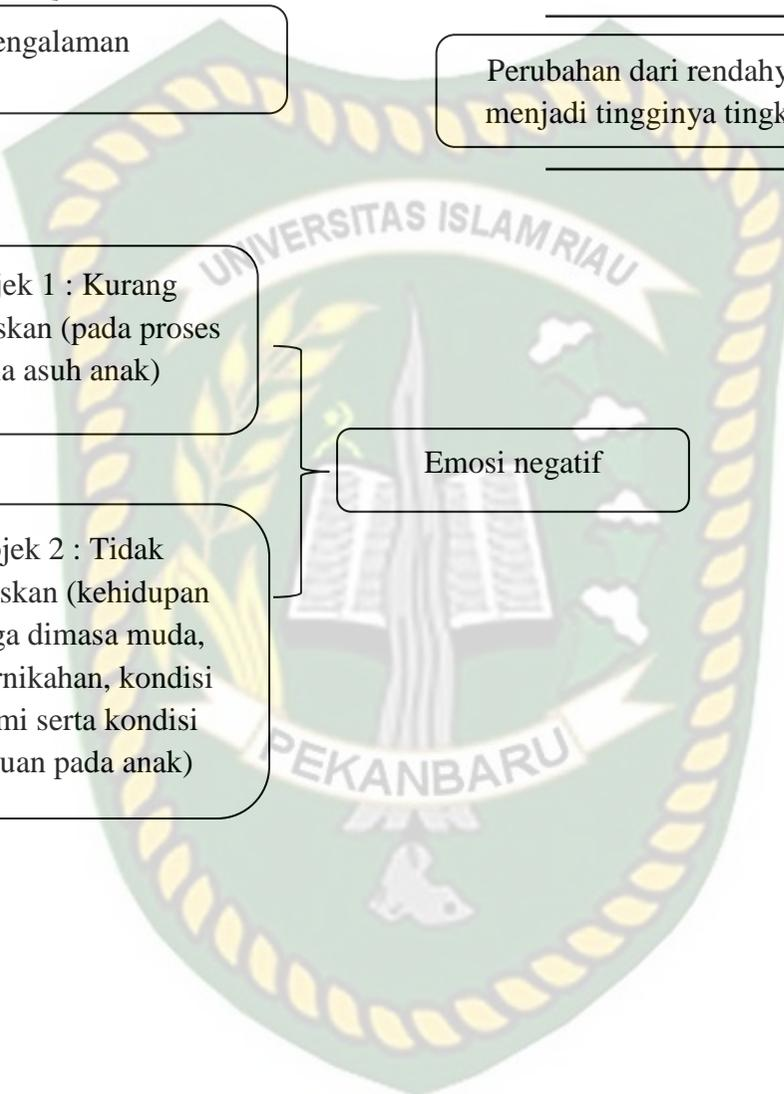 engalaman
Perubahan dari rendahy
menjadi tingginya tingk
UNIVERSITAS ISLAM RIAU
jek 1 : Kurang
skan (pada proses
a asuh anak)
Emosi negatif
jek 2 : Tidak
skan (kehidupan
ga dimasa muda,
rnikahan, kondisi
mi serta kondisi
uan pada anak)
PEKANBARU